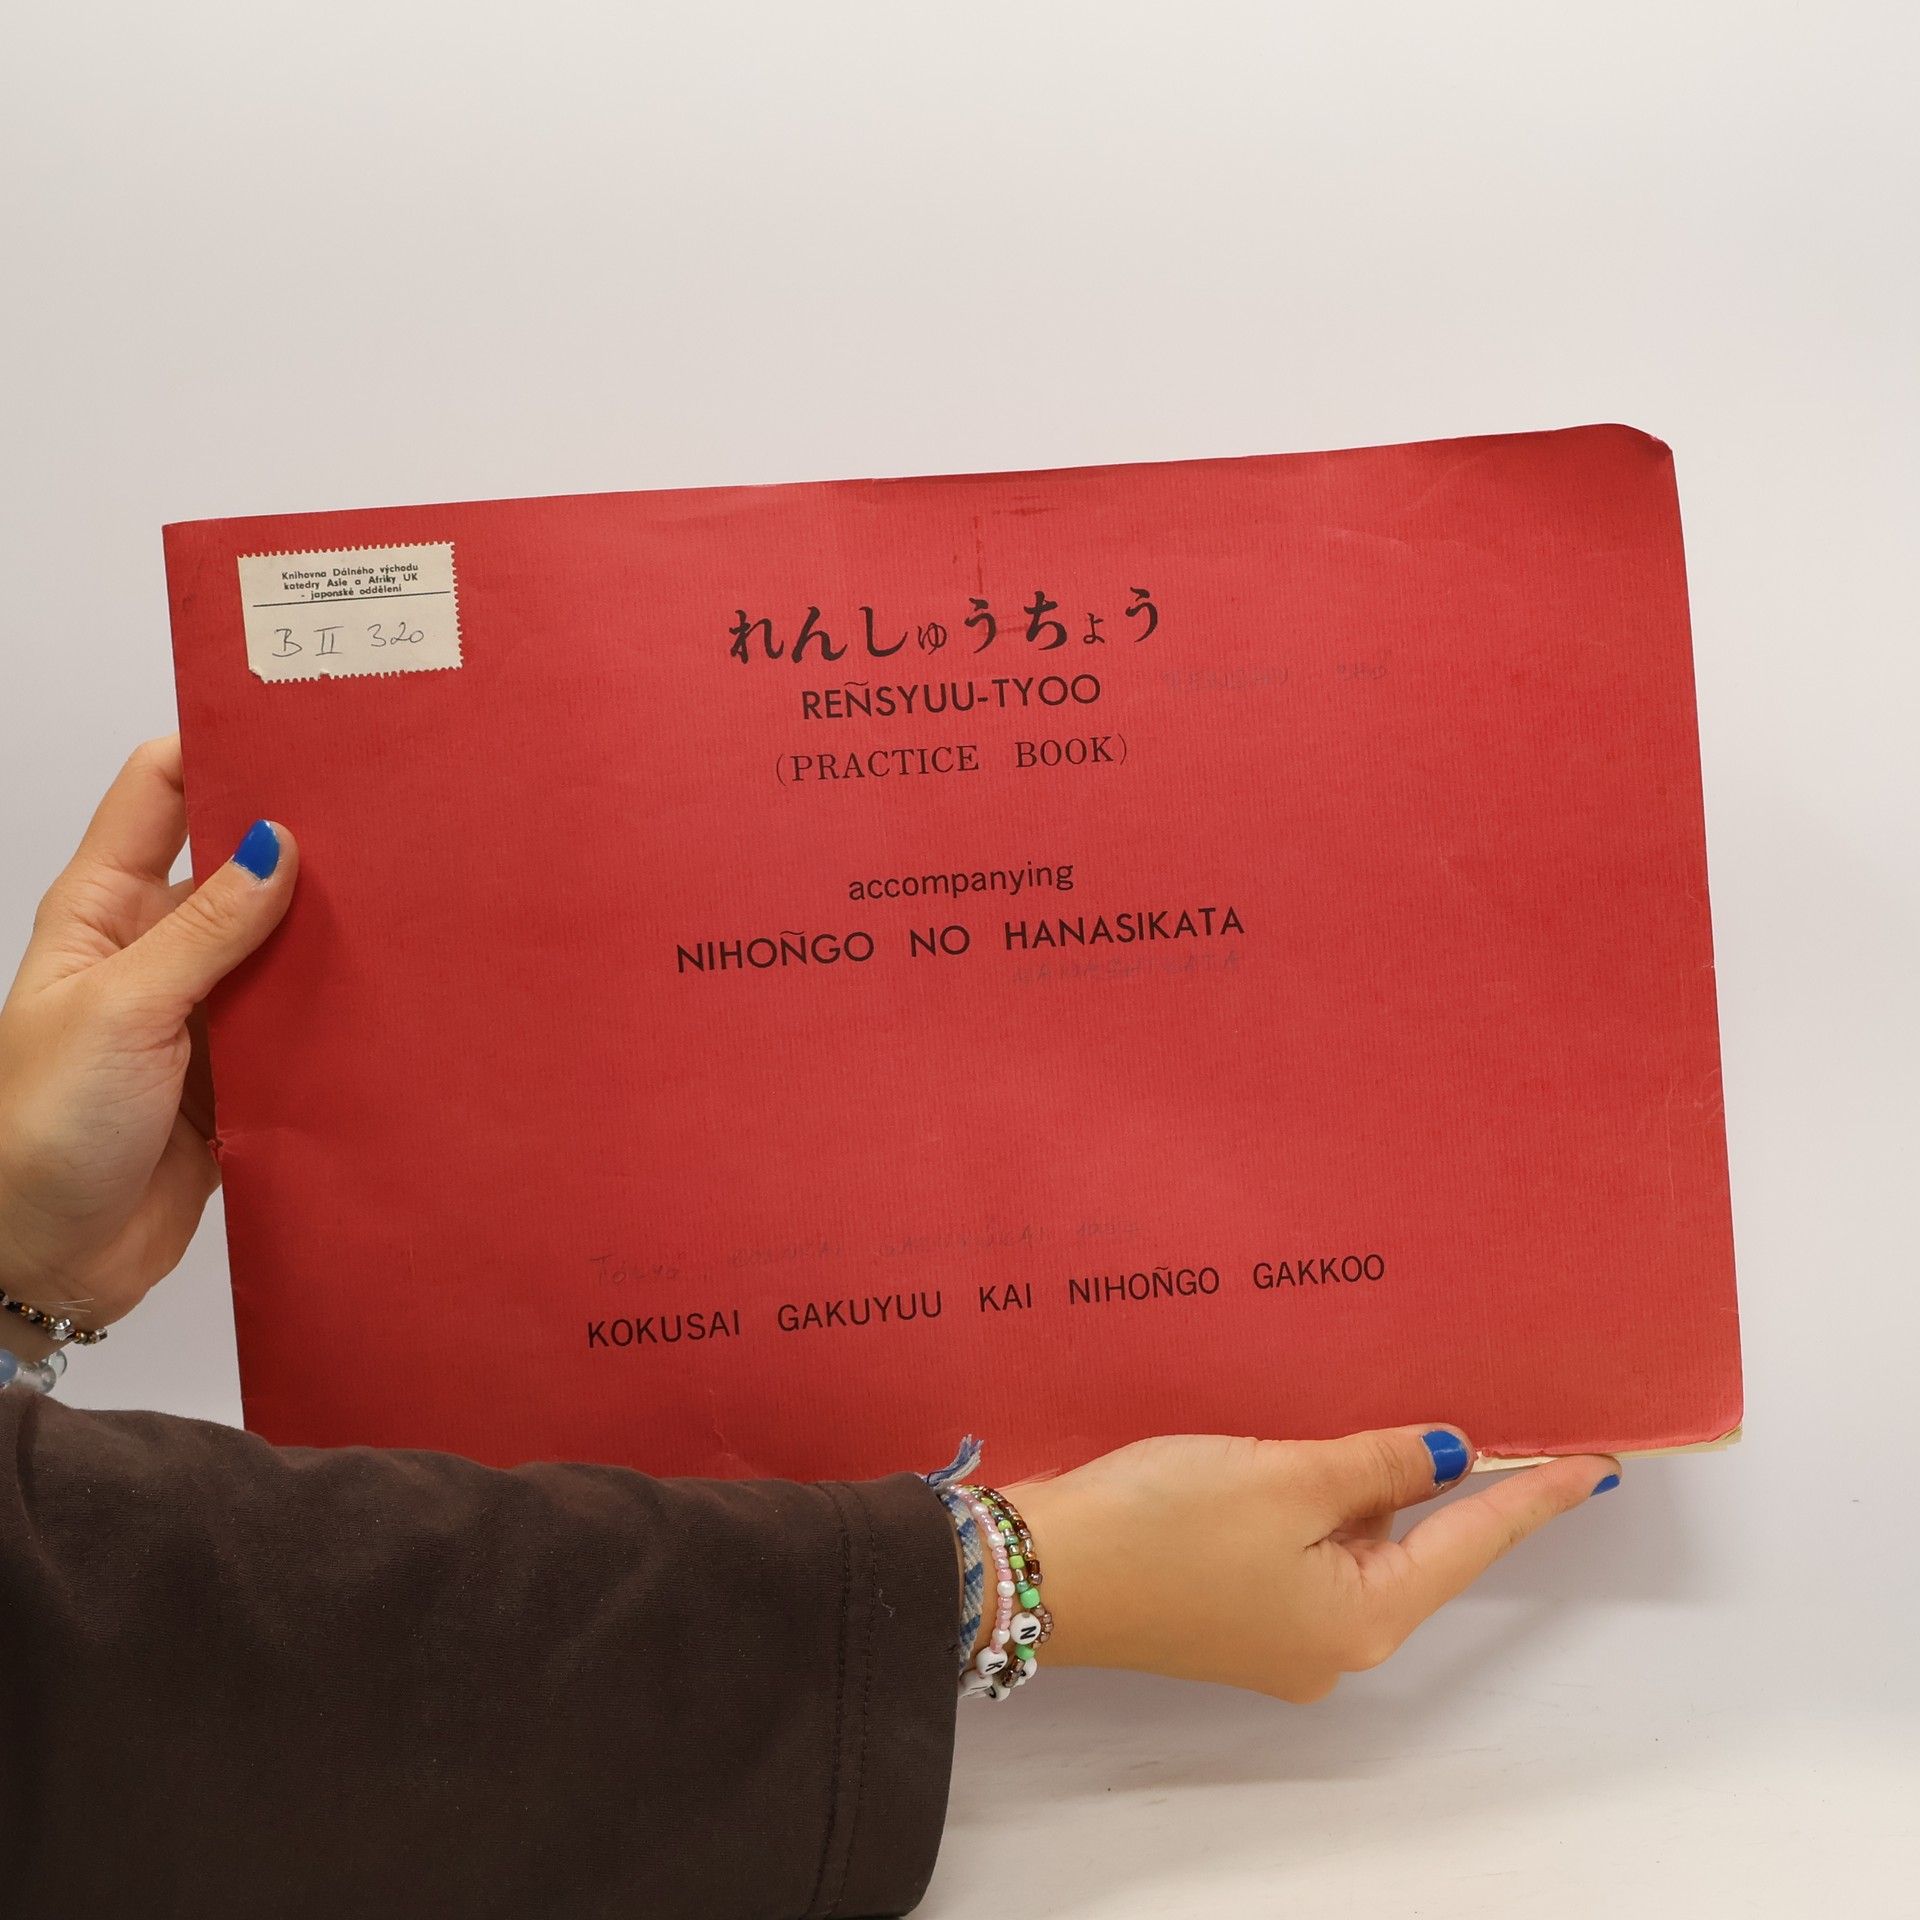 Knihovna Dálného východu
katedry Asie a Afriky UK
- japonské oddělení
B II 320
れんしゅうちょう
REÑSYUU-TYOO
(PRACTICE BOOK)
accompanying
NIHOÑGO NO HANASIKATA
HANASHIKATA
KOKUSAI GAKUYUU KAI NIHOÑGO GAKKOO
N
K